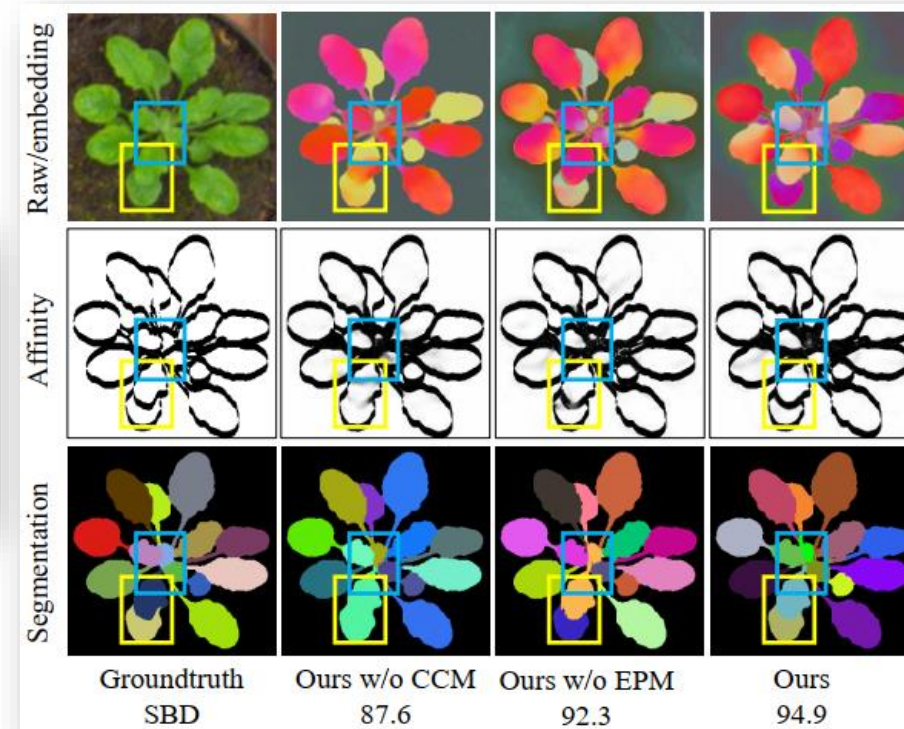 Raw/embedding
Affinity
Segmentation
Groundtruth Ours w/o CCM Ours w/o EPM Ours
SBD 87.6 92.3 94.9